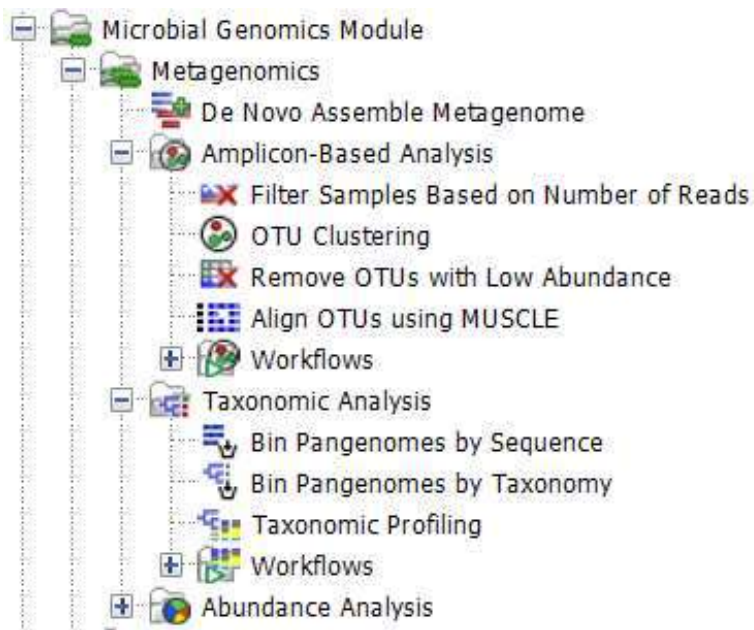 Microbial Genomics Module
Metagenomics
De Novo Assemble Metagenome
Amplicon-Based Analysis
Filter Samples Based on Number of Reads
OTU Clustering
Remove OTUs with Low Abundance
Align OTUs using MUSCLE
Workflows
Taxonomic Analysis
Bin Pangenomes by Sequence
Bin Pangenomes by Taxonomy
Taxonomic Profiling
Workflows
Abundance Analysis